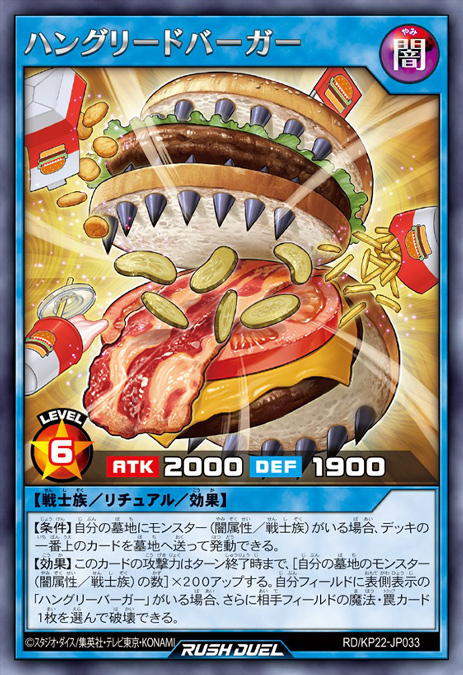 ハングリードバーガー
やみ
闇
LEVEL
6
ATK 2000 DEF 1900
【戦士族／リチュアル／効果】
【条件】自分の墓地にモンスター（闇属性／戦士族）がいる場合、デッキの
一番上のカードを墓地へ送って発動できる。
【効果】このカードの攻撃力はターン終了時まで、［自分の墓地のモンスター
（闇属性／戦士族）の数］×200アップする。自分フィールドに表側表示の
「ハングリーバーガー」がいる場合、さらに相手フィールドの魔法・罠カード
1枚を選んで破壊できる。
©スタジオ・ダイス/集英社・テレビ東京・KONAMI
RUSH DUEL
RD/KP22-JP033